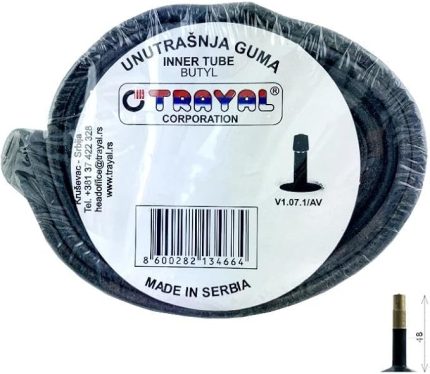 UNUTRAŠNJA GUMA
INNER TUBE
BUTYL
TRAYAL®
CORPORATION
Kruševac - Srbija
Tel. +381 37 422 328
headoffice@trayal.rs
www.trayal.rs
V1.07.1/AV
8 600282 134664
MADE IN SERBIA
48